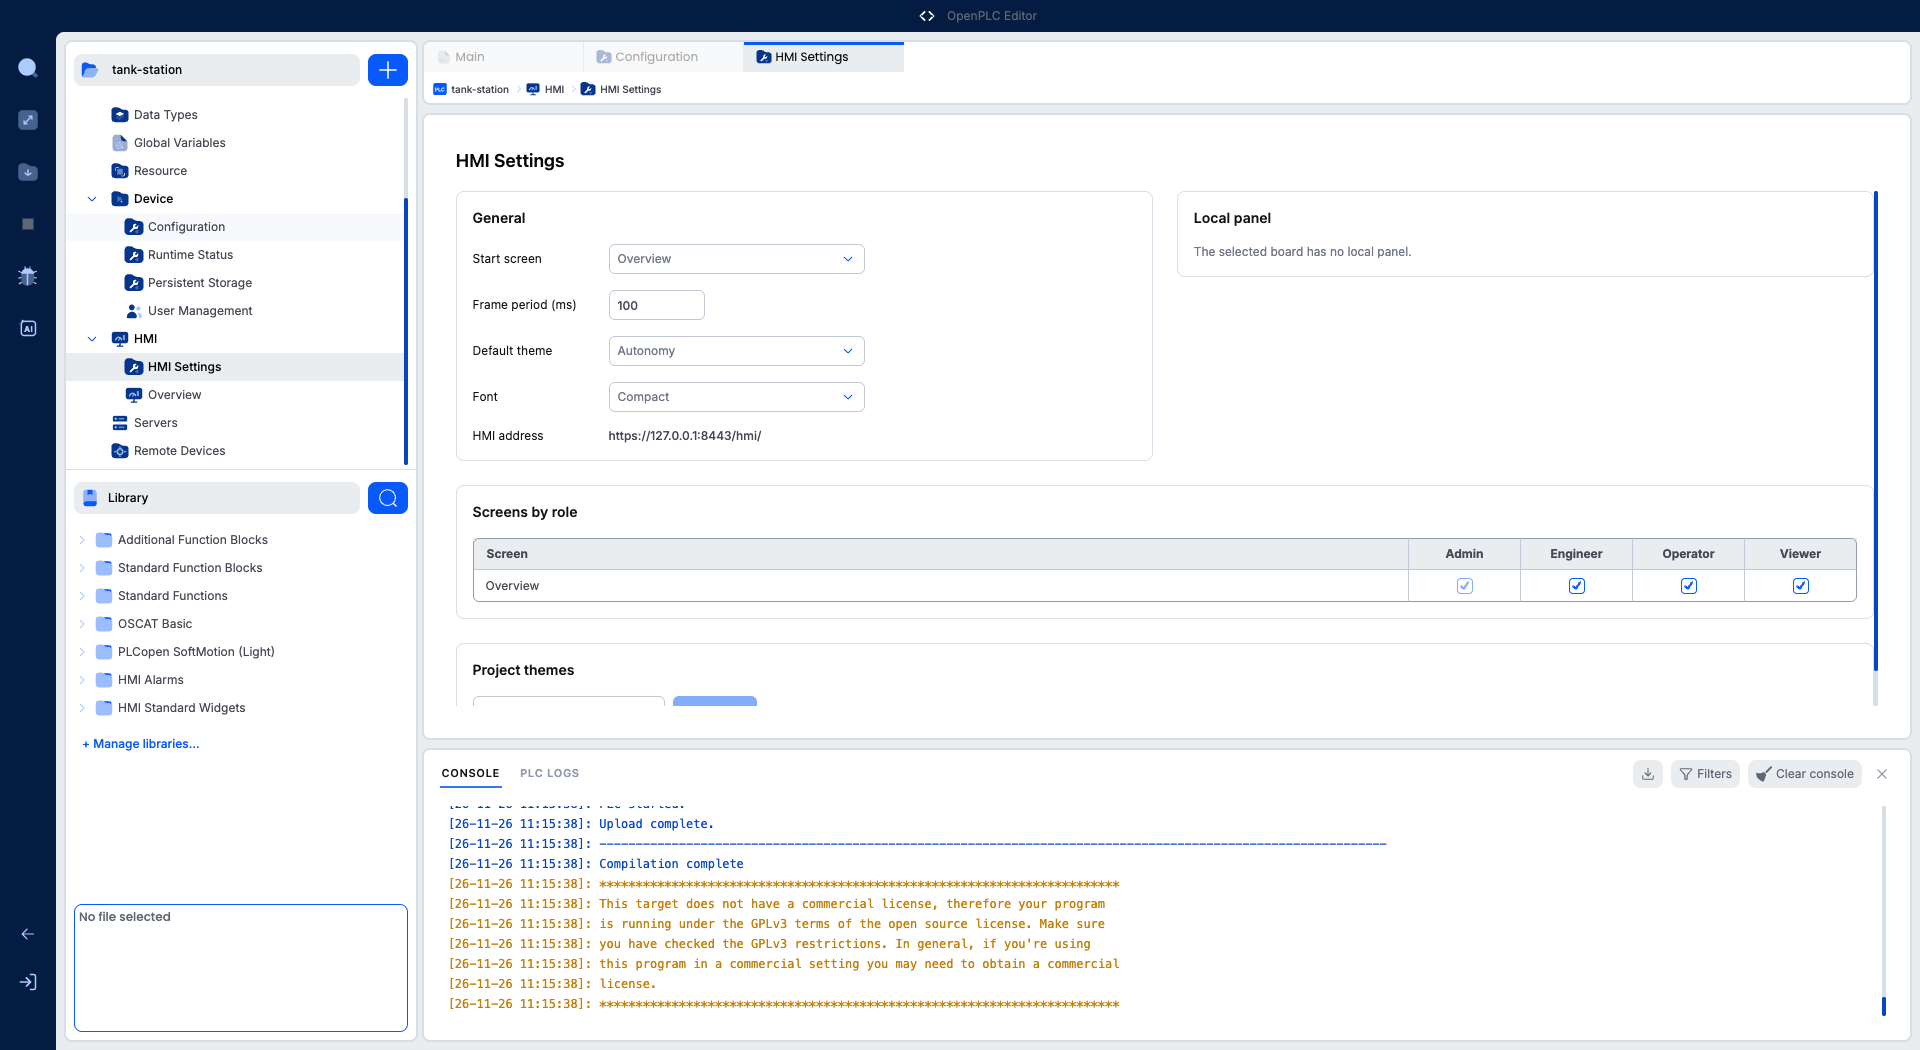 OpenPLC Editor
tank-station
Data Types
Global Variables
Resource
Device
Configuration
Runtime Status
Persistent Storage
User Management
HMI
HMI Settings
Overview
Servers
Remote Devices
Library
Additional Function Blocks
Standard Function Blocks
Standard Functions
OSCAT Basic
PLCopen SoftMotion (Light)
HMI Alarms
HMI Standard Widgets
+ Manage libraries...
No file selected
Main
Configuration
HMI Settings
PLC tank-station HMI HMI Settings
HMI Settings
General
Start screen Overview
Frame period (ms) 100
Default theme Autonomy
Font Compact
HMI address https://127.0.0.1:8443/hmi/
Local panel
The selected board has no local panel.
Screens by role
Screen Admin Engineer Operator Viewer
Overview
Project themes
CONSOLE PLC LOGS
Filters Clear console
[26-11-26 11:15:38]: PLC started.
[26-11-26 11:15:38]: Upload complete.
[26-11-26 11:15:38]: -------------------------------------------------------------------------------------------------------------
[26-11-26 11:15:38]: Compilation complete
[26-11-26 11:15:38]: ************************************************************************
[26-11-26 11:15:38]: This target does not have a commercial license, therefore your program
[26-11-26 11:15:38]: is running under the GPLv3 terms of the open source license. Make sure
[26-11-26 11:15:38]: you have checked the GPLv3 restrictions. In general, if you're using
[26-11-26 11:15:38]: this program in a commercial setting you may need to obtain a commercial
[26-11-26 11:15:38]: license.
[26-11-26 11:15:38]: ************************************************************************
AI